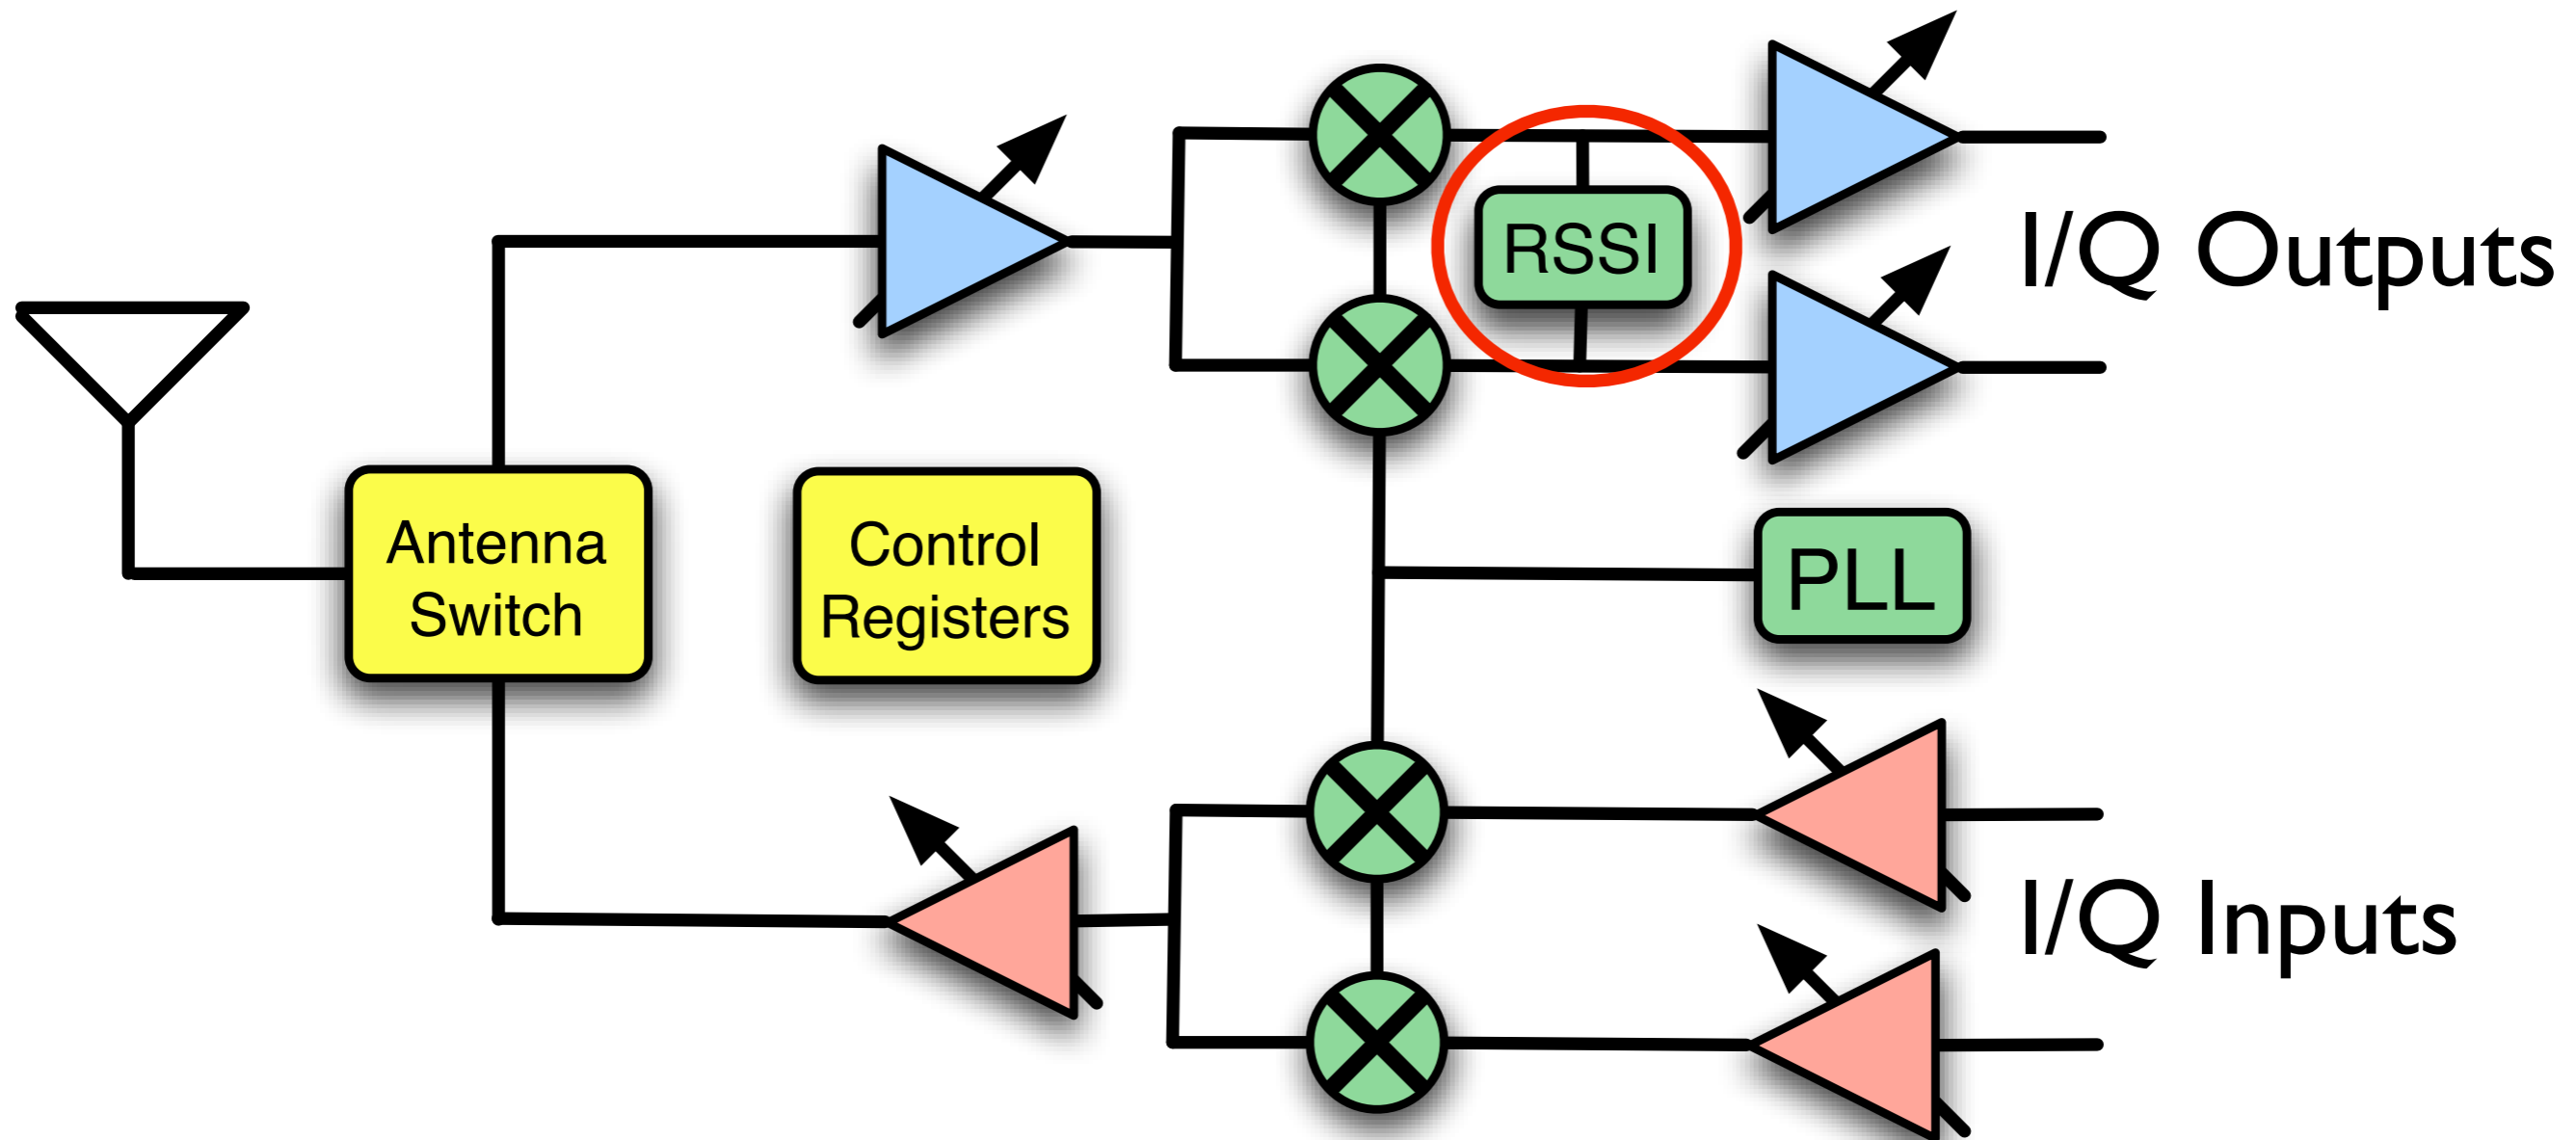 RSSI
I/Q Outputs
Antenna
Switch
Control
Registers
PLL
I/Q Inputs